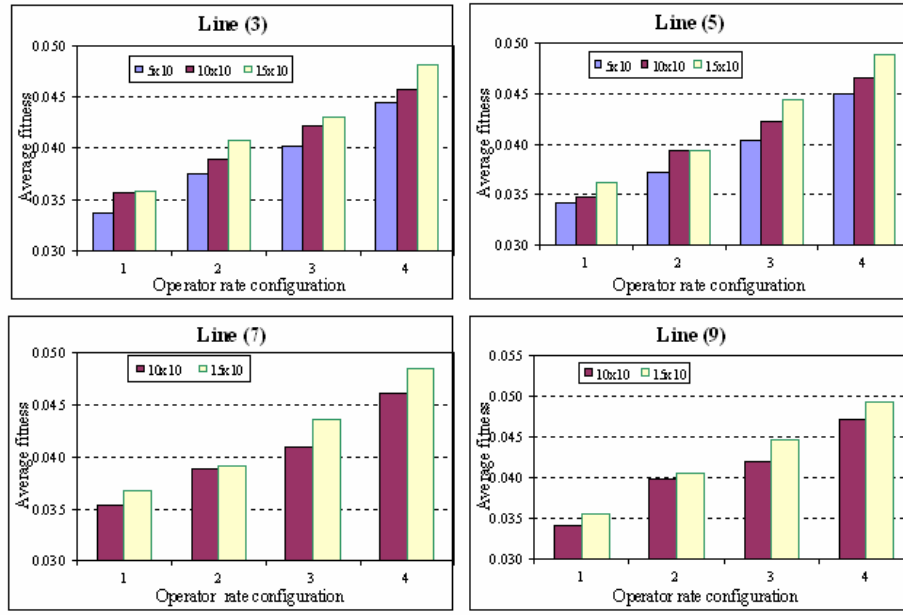 Line (3)
0.050
0.045
0.040
0.035
0.030
Average fitness
5x10 10x10 15x10
1 2 3 4
Operator rate configuration
Line (5)
0.050
0.045
0.040
0.035
0.030
Average fitness
5x10 10x10 15x10
1 2 3 4
Operator rate configuration
Line (7)
0.050
0.045
0.040
0.035
0.030
Average fitness
10x10 15x10
1 2 3 4
Operator rate configuration
Line (9)
0.055
0.050
0.045
0.040
0.035
0.030
Average fitness
10x10 15x10
1 2 3 4
Operator rate configuration